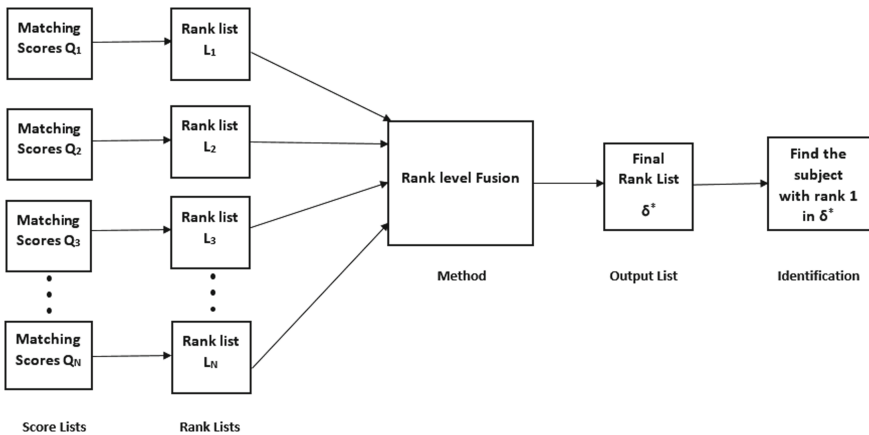 Matching
Scores Q₁
Rank list
L₁
Matching
Scores Q₂
Rank list
L₂
Matching
Scores Q₃
Rank list
L₃
Matching
Scores Q_N
Rank list
L_N
Rank level Fusion
Final
Rank List
δ*
Find the
subject
with rank 1
in δ*
Method
Output List
Identification
Score Lists
Rank Lists